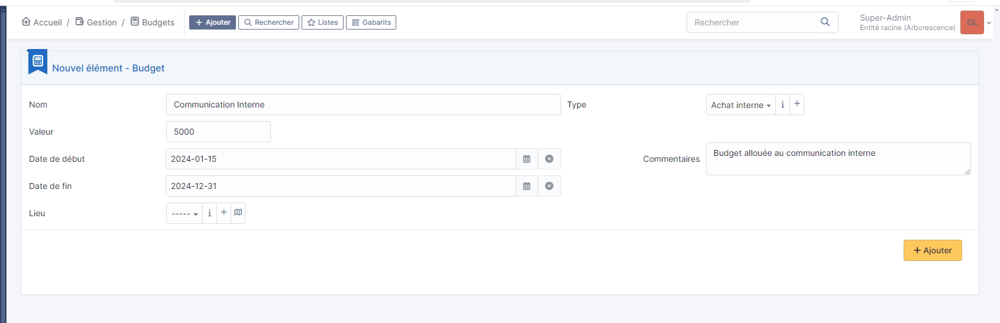 Accueil / Gestion / Budgets + Ajouter Rechercher Listes Gabarits Rechercher Super-Admin
Entité racine (Arborescence) GL
Nouvel élément - Budget
Nom Communication Interne Type Achat interne i +
Valeur 5000
Date de début 2024-01-15 Commentaires Budget allouée au communication interne
Date de fin 2024-12-31
Lieu ----- i +
+ Ajouter